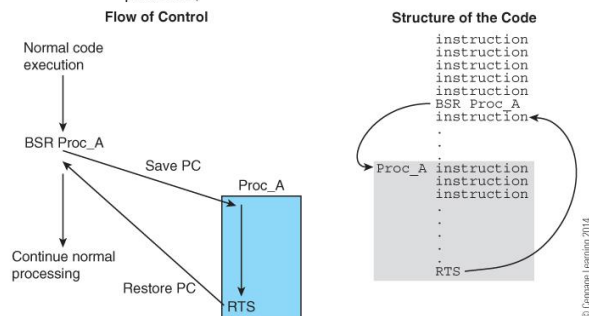 Flow of Control
Normal code
execution
BSR Proc_A
Save PC
Proc_A
Continue normal
processing
Restore PC
RTS
Structure of the Code
instruction
instruction
instruction
instruction
instruction
BSR Proc_A
instruction
.
.
.
Proc_A instruction
instruction
instruction
.
.
.
.
.
RTS
© Cengage Learning 2014